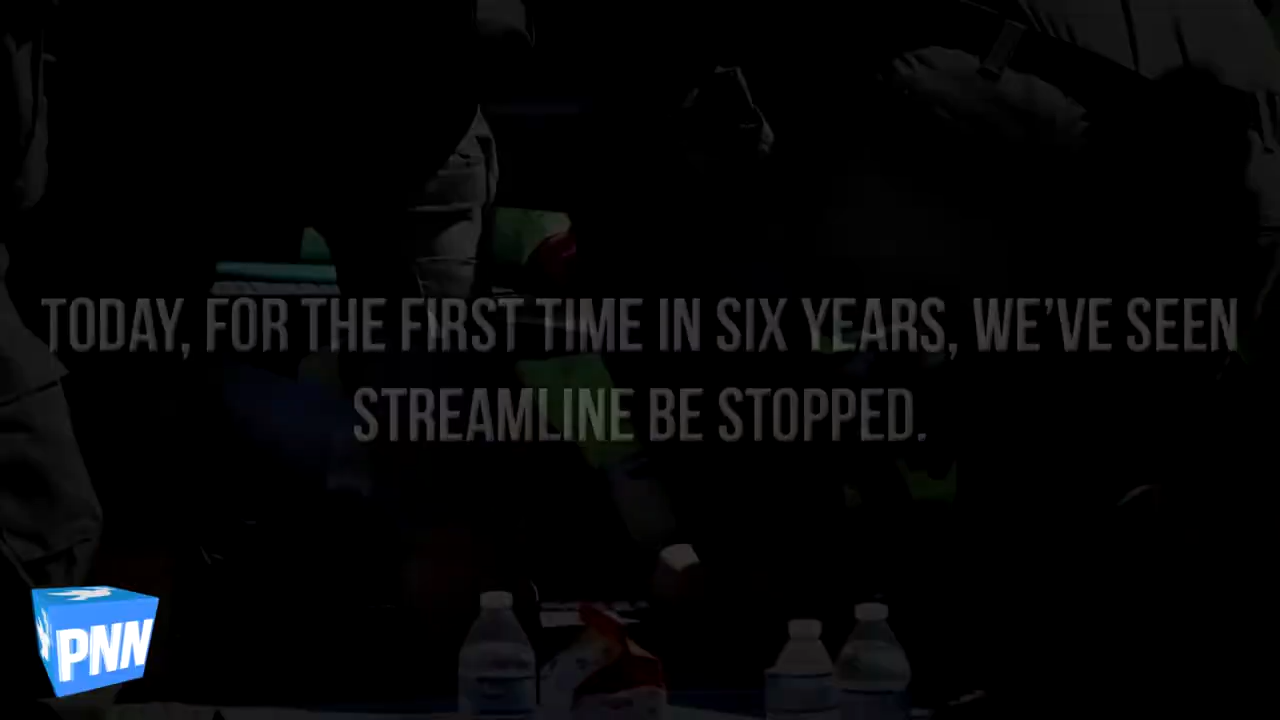 TODAY, FOR THE FIRST TIME IN SIX YEARS, WE'VE SEEN
STREAMLINE BE STOPPED.
PNN